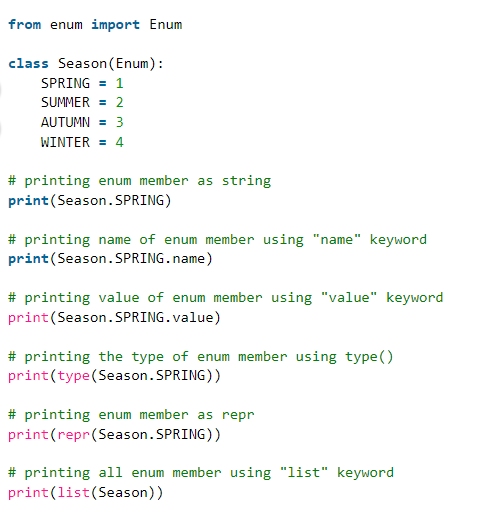 from enum import Enum
class Season(Enum):
    SPRING = 1
    SUMMER = 2
    AUTUMN = 3
    WINTER = 4
# printing enum member as string
print(Season.SPRING)
# printing name of enum member using "name" keyword
print(Season.SPRING.name)
# printing value of enum member using "value" keyword
print(Season.SPRING.value)
# printing the type of enum member using type()
print(type(Season.SPRING))
# printing enum member as repr
print(repr(Season.SPRING))
# printing all enum member using "list" keyword
print(list(Season))